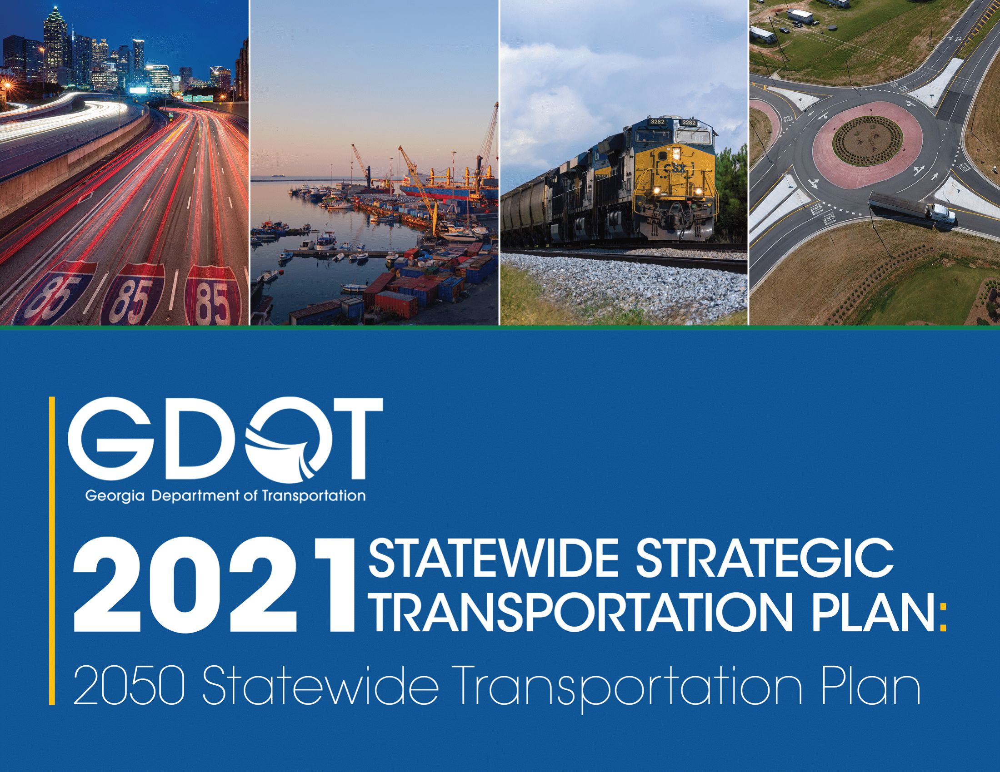 3282 3282
CSX
YIELD
YIELD
85 85 85
GDOT
Georgia Department of Transportation
2021 STATEWIDE STRATEGIC
TRANSPORTATION PLAN:
2050 Statewide Transportation Plan